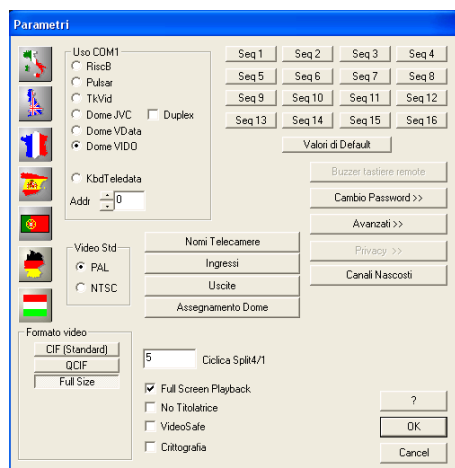 Parametri
Uso COM1
RiscB
Pulsar
TkVid
Dome JVC Duplex
Dome VData
Dome VIDO
KbdTeledata
Addr 0
Seq 1 Seq 2 Seq 3 Seq 4
Seq 5 Seq 6 Seq 7 Seq 8
Seq 9 Seq 10 Seq 11 Seq 12
Seq 13 Seq 14 Seq 15 Seq 16
Valori di Default
Buzzer tastiere remote
Cambio Password >>
Avanzati >>
Privacy >>
Canali Nascosti
Video Std
PAL
NTSC
Nomi Telecamere
Ingressi
Uscite
Assegnamento Dome
Formato video
CIF (Standard)
QCIF
Full Size
5 Ciclica Split4/1
Full Screen Playback
No Titolatrice
VideoSafe
Crittografia
?
OK
Cancel